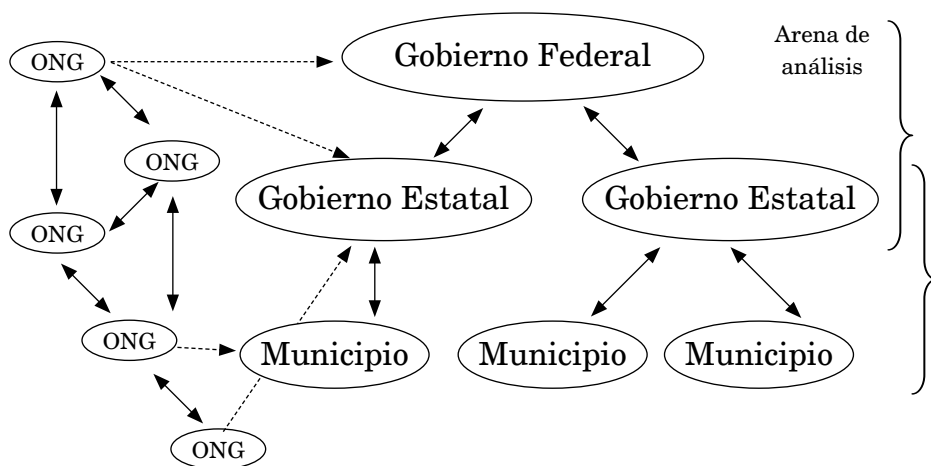 ONG
Gobierno Federal
Arena de
análisis
ONG
Gobierno Estatal
Gobierno Estatal
ONG
ONG
Municipio
Municipio
Municipio
ONG